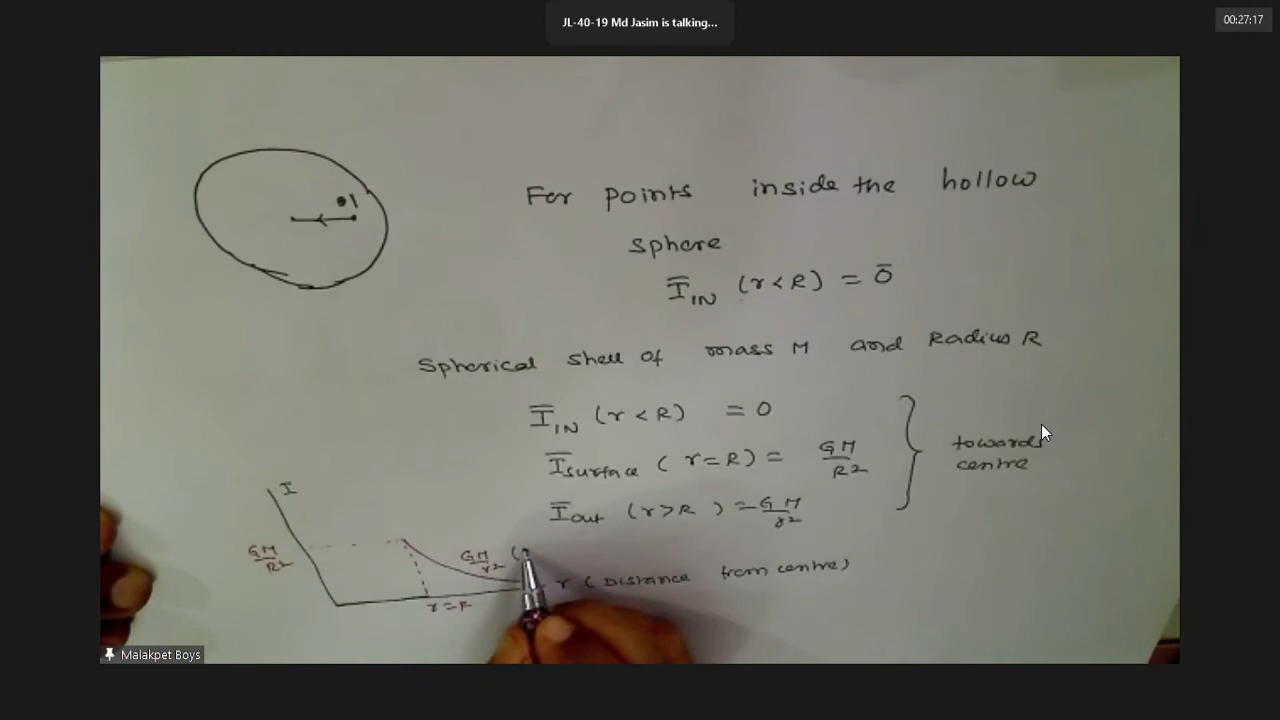 JL-40-19 Md Jasim is talking...
00:27:17
For points inside the hollow
sphere
I̅ IN (r < R) = 0̅
Spherical shell of mass M and Radius R
I̅ IN (r < R) = 0
I̅ surface (r = R) = GM/R²
towards
centre
I̅ out (r > R) = GM/r²
I
GM/R²
GM/r² (
r (Distance from centre)
r = R
Malakpet Boys